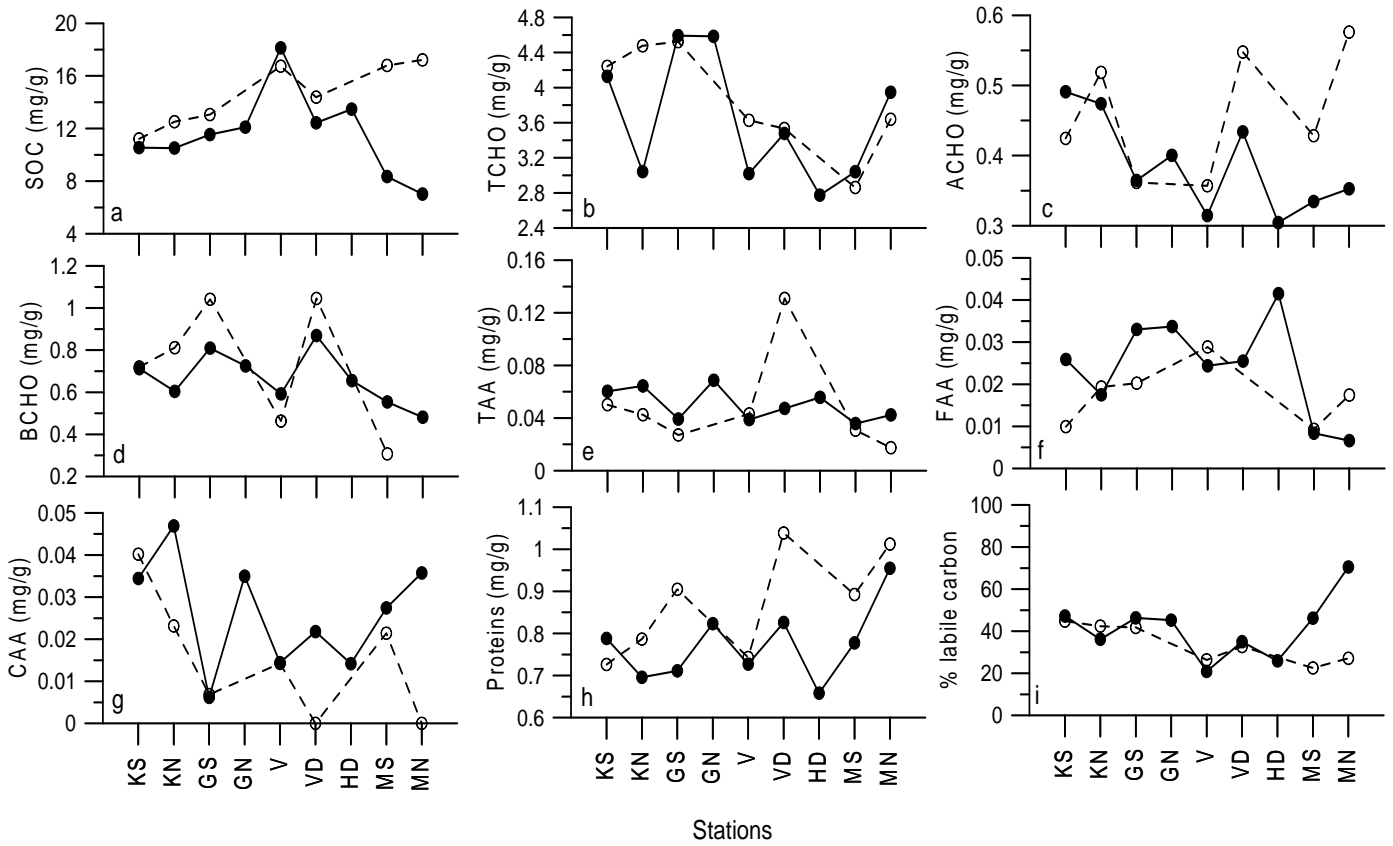 SOC (mg/g)
20
16
12
8
4
a
TCHO (mg/g)
4.8
4.4
4
3.6
3.2
2.8
2.4
b
ACHO (mg/g)
0.6
0.5
0.4
0.3
c
BCHO (mg/g)
1.2
1
0.8
0.6
0.4
0.2
d
TAA (mg/g)
0.16
0.12
0.08
0.04
0
e
FAA (mg/g)
0.05
0.04
0.03
0.02
0.01
0
f
CAA (mg/g)
0.05
0.04
0.03
0.02
0.01
0
g
KS
KN
GS
GN
V
VD
HD
MS
MN
Proteins (mg/g)
1.1
1
0.9
0.8
0.7
0.6
h
KS
KN
GS
GN
V
VD
HD
MS
MN
% labile carbon
100
80
60
40
20
0
i
KS
KN
GS
GN
V
VD
HD
MS
MN
Stations